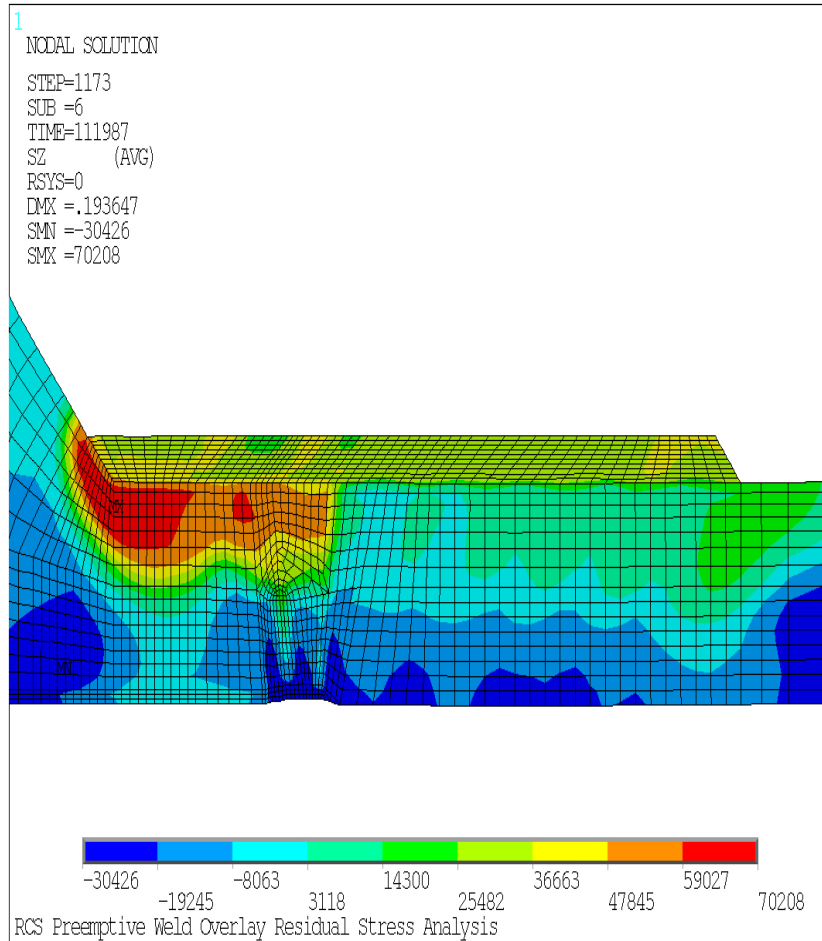 1
NODAL SOLUTION
STEP=1173
SUB =6
TIME=111987
SZ (AVG)
RSYS=0
DMX =.193647
SMN =-30426
SMX =70208
-30426 -8063 14300 36663 59027
-19245 3118 25482 47845 70208
RCS Preemptive Weld Overlay Residual Stress Analysis